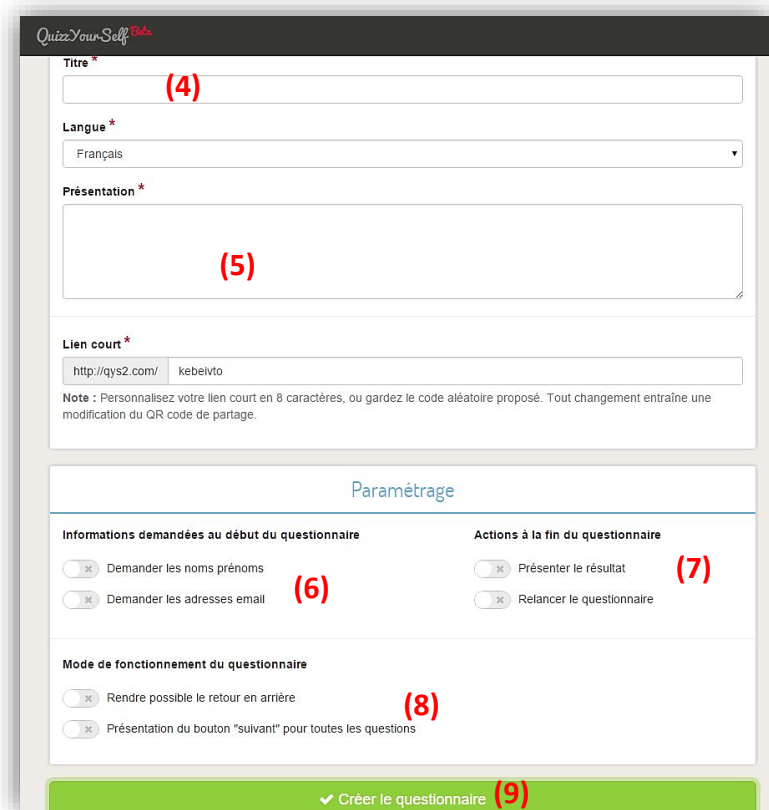 QuizzYour-Self Beta
Titre *
(4)
Langue *
Français
Présentation *
(5)
Lien court *
http://qys2.com/ kebeivto
Note : Personnalisez votre lien court en 8 caractères, ou gardez le code aléatoire proposé. Tout changement entraîne une
modification du QR code de partage.
Paramétrage
Informations demandées au début du questionnaire
Actions à la fin du questionnaire
Demander les noms prénoms
Présenter le résultat
(7)
Demander les adresses email
(6)
Relancer le questionnaire
Mode de fonctionnement du questionnaire
Rendre possible le retour en arrière
(8)
Présentation du bouton "suivant" pour toutes les questions
✔ Créer le questionnaire (9)